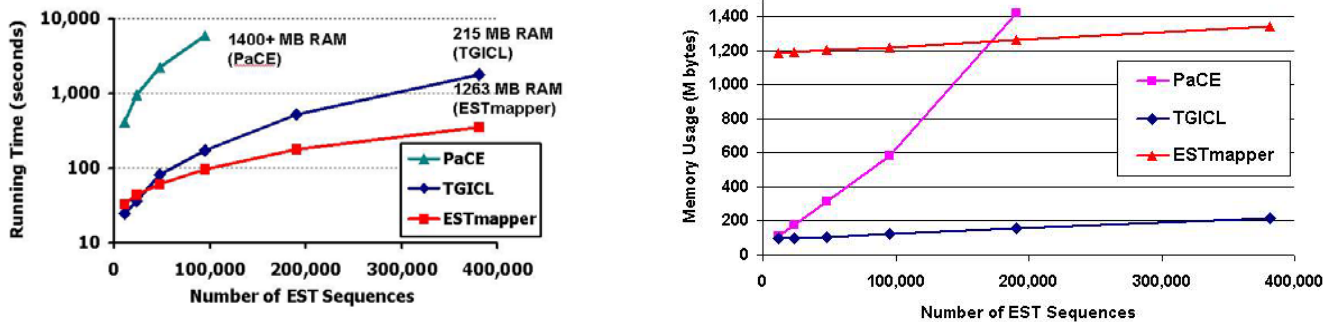 10,000
1,000
100
10
Running Time (seconds)
1400+ MB RAM
(PaCE)
215 MB RAM
(TGICL)
1263 MB RAM
(ESTmapper)
PaCE
TGICL
ESTmapper
0
100,000
200,000
300,000
400,000
Number of EST Sequences
1,400
1,200
1,000
800
600
400
200
0
Memory Usage (M bytes)
PaCE
TGICL
ESTmapper
0
100,000
200,000
300,000
400,000
Number of EST Sequences